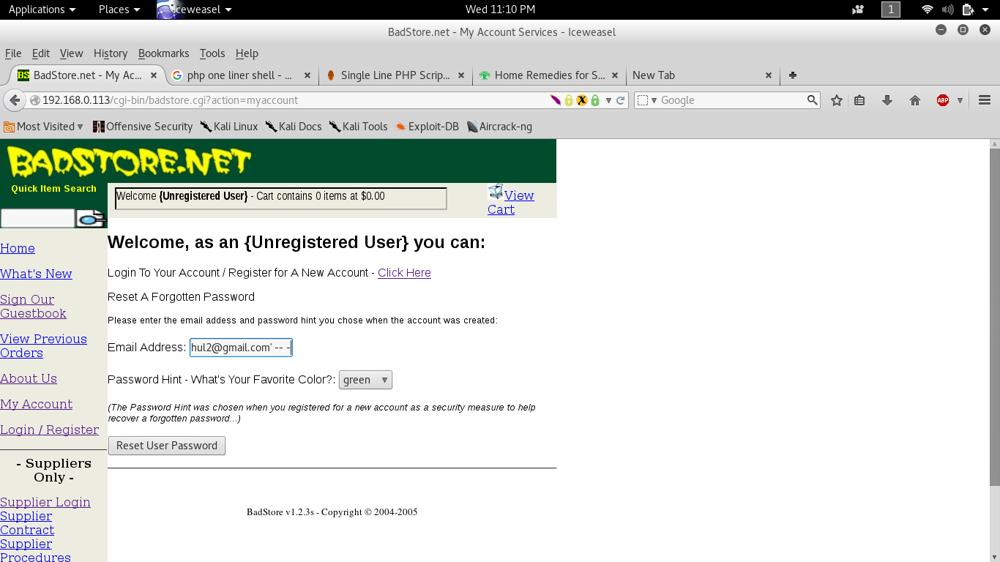 Applications Places Iceweasel Wed 11:10 PM 1
BadStore.net - My Account Services - Iceweasel
File Edit View History Bookmarks Tools Help
BS BadStore.net - My Ac... php one liner shell - ... Single Line PHP Scrip... Home Remedies for S... New Tab
192.168.0.113/cgi-bin/badstore.cgi?action=myaccount Google ABP
Most Visited Offensive Security Kali Linux Kali Docs Kali Tools Exploit-DB Aircrack-ng
BADSTORE.NET
Quick Item Search
Welcome {Unregistered User} - Cart contains 0 items at $0.00
View
Cart
Home
What's New
Sign Our
Guestbook
View Previous
Orders
About Us
My Account
Login / Register
- Suppliers
Only -
Supplier Login
Supplier
Contract
Supplier
Procedures
Welcome, as an {Unregistered User} you can:
Login To Your Account / Register for A New Account - Click Here
Reset A Forgotten Password
Please enter the email addess and password hint you chose when the account was created:
Email Address: hul2@gmail.com' -- -
Password Hint - What's Your Favorite Color?: green
(The Password Hint was chosen when you registered for a new account as a security measure to help
recover a forgotten password...)
Reset User Password
BadStore v1.2.3s - Copyright © 2004-2005